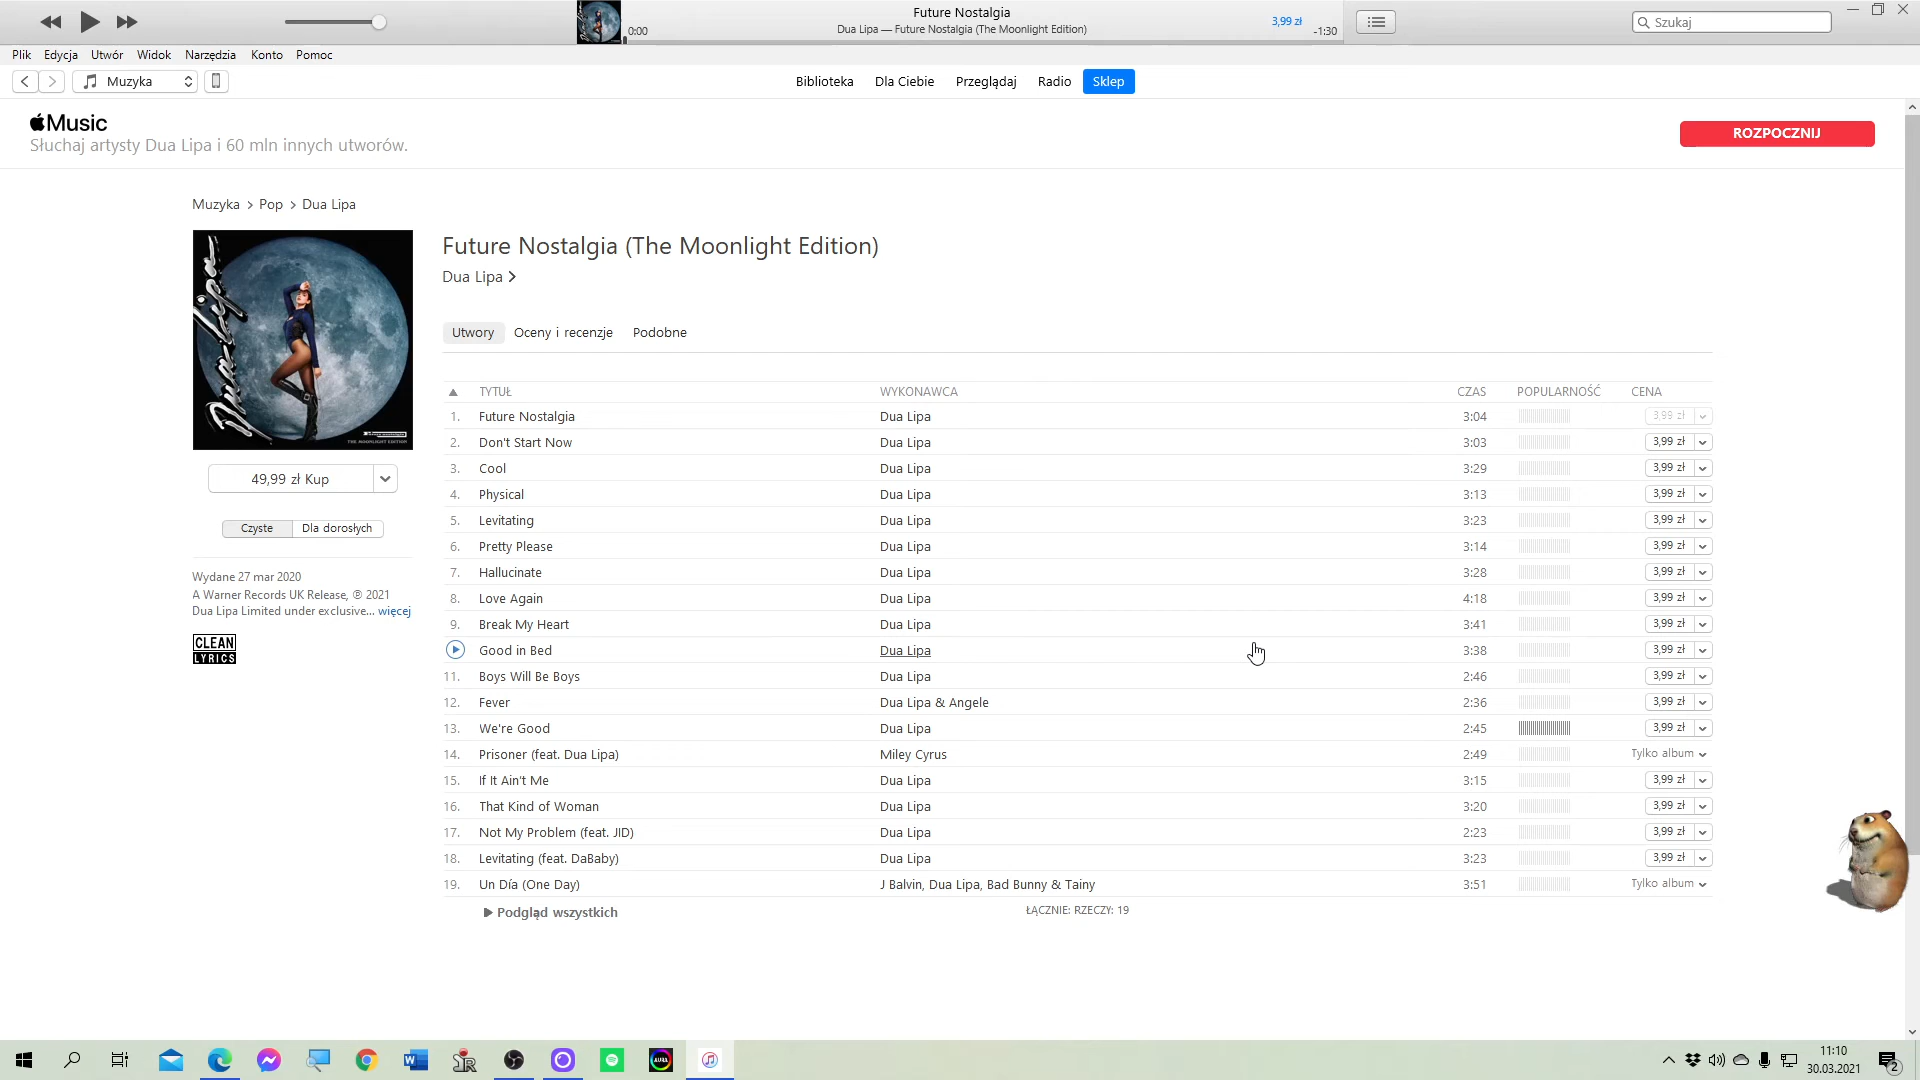 Future Nostalgia
0:00 Dua Lipa — Future Nostalgia (The Moonlight Edition) 3,99 zł -1:30
Szukaj
Plik Edycja Utwór Widok Narzędzia Konto Pomoc
Muzyka Biblioteka Dla Ciebie Przeglądaj Radio Sklep
Music
Słuchaj artysty Dua Lipa i 60 mln innych utworów.
ROZPOCZNIJ
Muzyka > Pop > Dua Lipa
Future Nostalgia (The Moonlight Edition)
Dua Lipa >
Utwory Oceny i recenzje Podobne
49,99 zł Kup
Czyste Dla dorosłych
Wydane 27 mar 2020
A Warner Records UK Release, ℗ 2021
Dua Lipa Limited under exclusive... więcej
CLEAN
LYRICS
TYTUŁ WYKONAWCA CZAS POPULARNOŚĆ CENA
1. Future Nostalgia Dua Lipa 3:04 3,99 zł
2. Don't Start Now Dua Lipa 3:03 3,99 zł
3. Cool Dua Lipa 3:29 3,99 zł
4. Physical Dua Lipa 3:13 3,99 zł
5. Levitating Dua Lipa 3:23 3,99 zł
6. Pretty Please Dua Lipa 3:14 3,99 zł
7. Hallucinate Dua Lipa 3:28 3,99 zł
8. Love Again Dua Lipa 4:18 3,99 zł
9. Break My Heart Dua Lipa 3:41 3,99 zł
Good in Bed Dua Lipa 3:38 3,99 zł
11. Boys Will Be Boys Dua Lipa 2:46 3,99 zł
12. Fever Dua Lipa & Angele 2:36 3,99 zł
13. We're Good Dua Lipa 2:45 3,99 zł
14. Prisoner (feat. Dua Lipa) Miley Cyrus 2:49 Tylko album
15. If It Ain't Me Dua Lipa 3:15 3,99 zł
16. That Kind of Woman Dua Lipa 3:20 3,99 zł
17. Not My Problem (feat. JID) Dua Lipa 2:23 3,99 zł
18. Levitating (feat. DaBaby) Dua Lipa 3:23 3,99 zł
19. Un Día (One Day) J Balvin, Dua Lipa, Bad Bunny & Tainy 3:51 Tylko album
Podgląd wszystkich ŁĄCZNIE: RZECZY: 19
11:10
30.03.2021
2